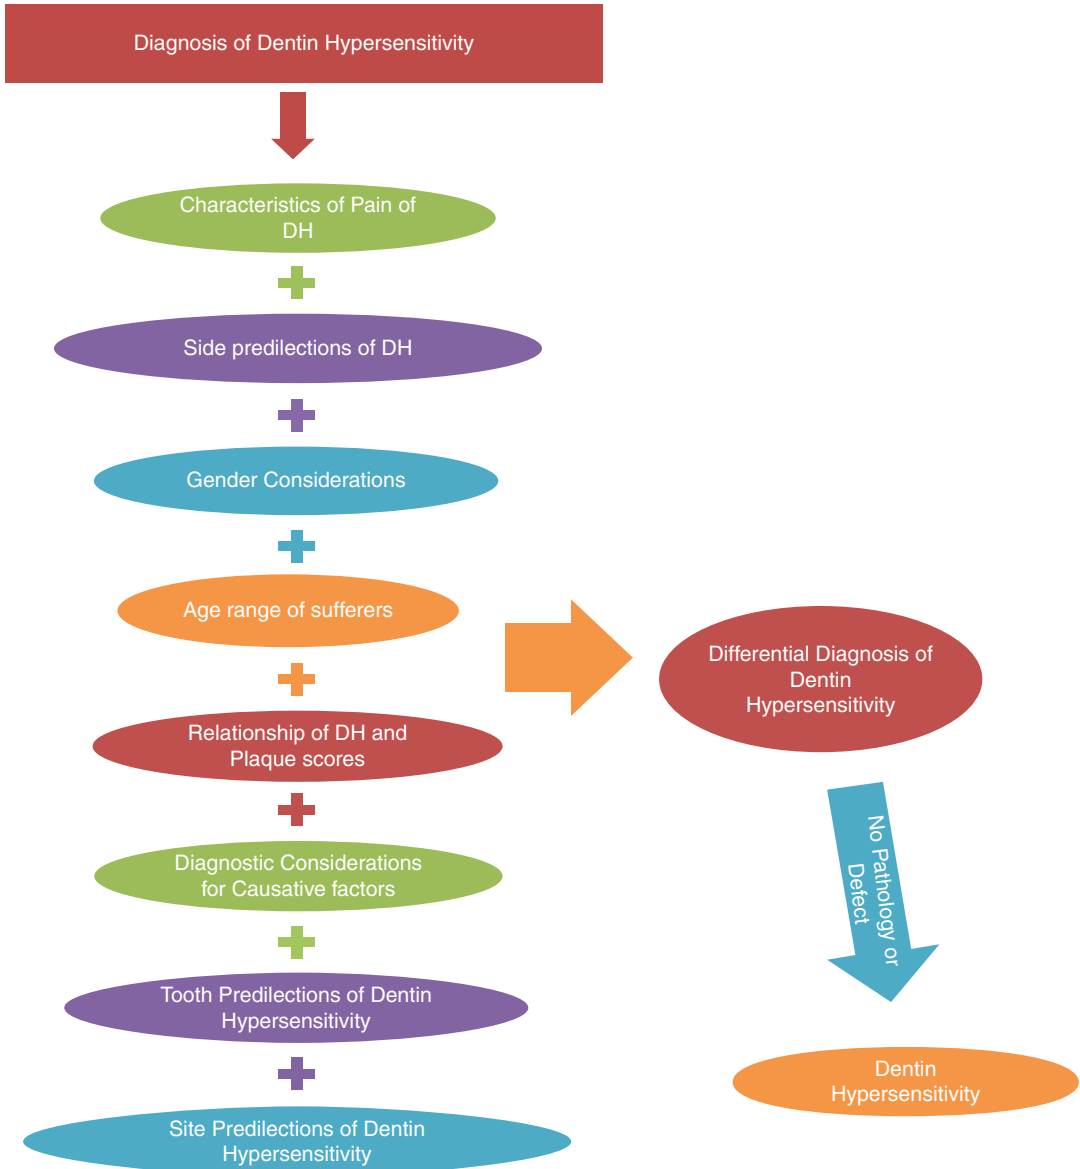 Diagnosis of Dentin Hypersensitivity
Characteristics of Pain of
DH
Side predilections of DH
Gender Considerations
Age range of sufferers
Relationship of DH and
Plaque scores
Diagnostic Considerations
for Causative factors
Tooth Predilections of Dentin
Hypersensitivity
Site Predilections of Dentin
Hypersensitivity
Differential Diagnosis of
Dentin
Hypersensitivity
No Pathology or
Defect
Dentin
Hypersensitivity